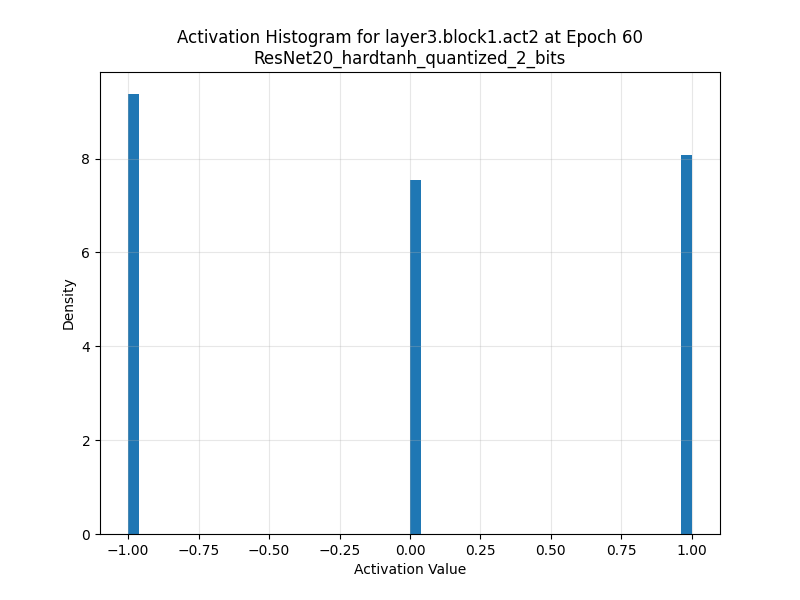 Activation Histogram for layer3.block1.act2 at Epoch 60
ResNet20_hardtanh_quantized_2_bits
Density
8
6
4
2
0
−1.00 −0.75 −0.50 −0.25 0.00 0.25 0.50 0.75 1.00
Activation Value